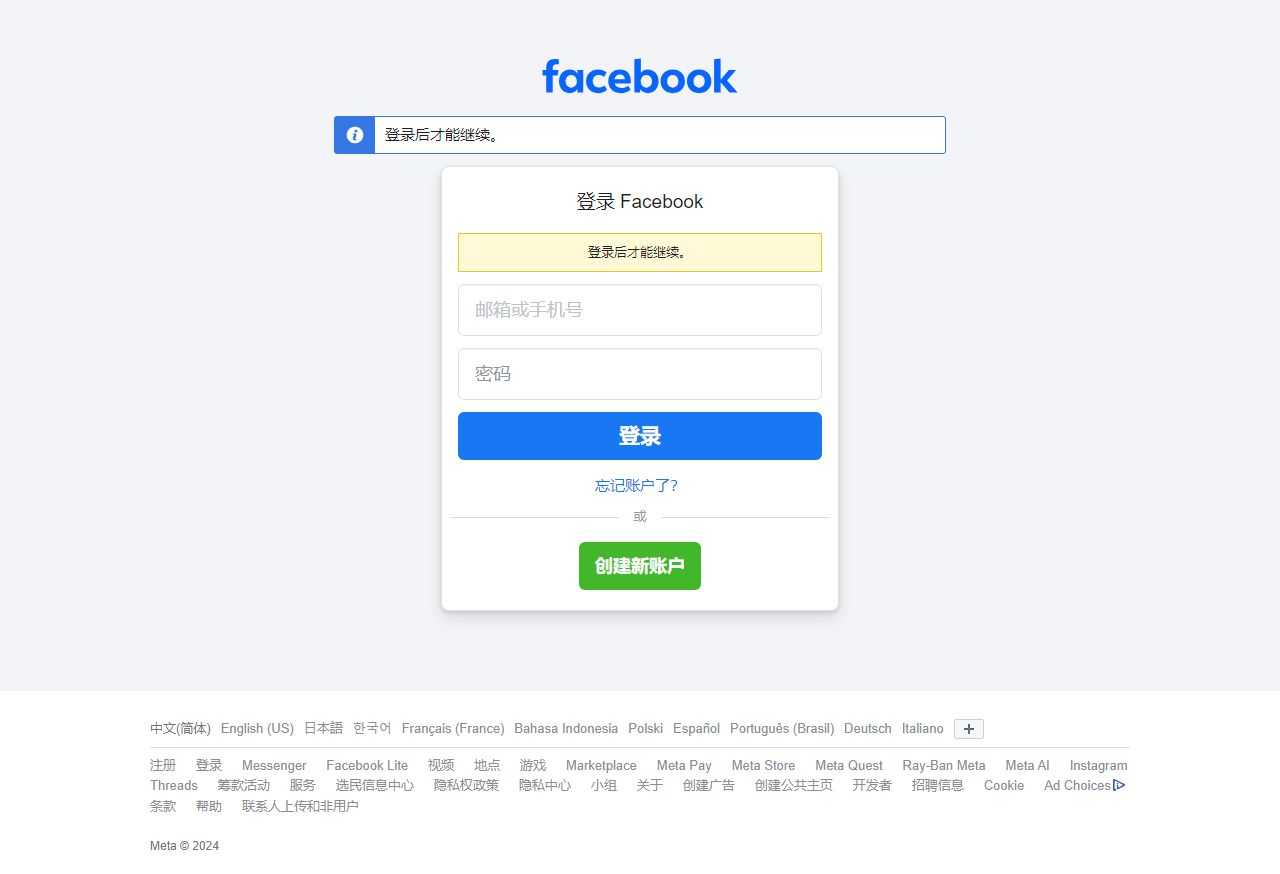 facebook
登录后才能继续。
登录 Facebook
登录后才能继续。
邮箱或手机号
密码
登录
忘记账户了?
或
创建新账户
中文(简体) English (US) 日本語 한국어 Français (France) Bahasa Indonesia Polski Español Português (Brasil) Deutsch Italiano
注册 登录 Messenger Facebook Lite 视频 地点 游戏 Marketplace Meta Pay Meta Store Meta Quest Ray-Ban Meta Meta AI Instagram
Threads 筹款活动 服务 选民信息中心 隐私权政策 隐私中心 小组 关于 创建广告 创建公共主页 开发者 招聘信息 Cookie Ad Choices
条款 帮助 联系人上传和非用户
Meta © 2024